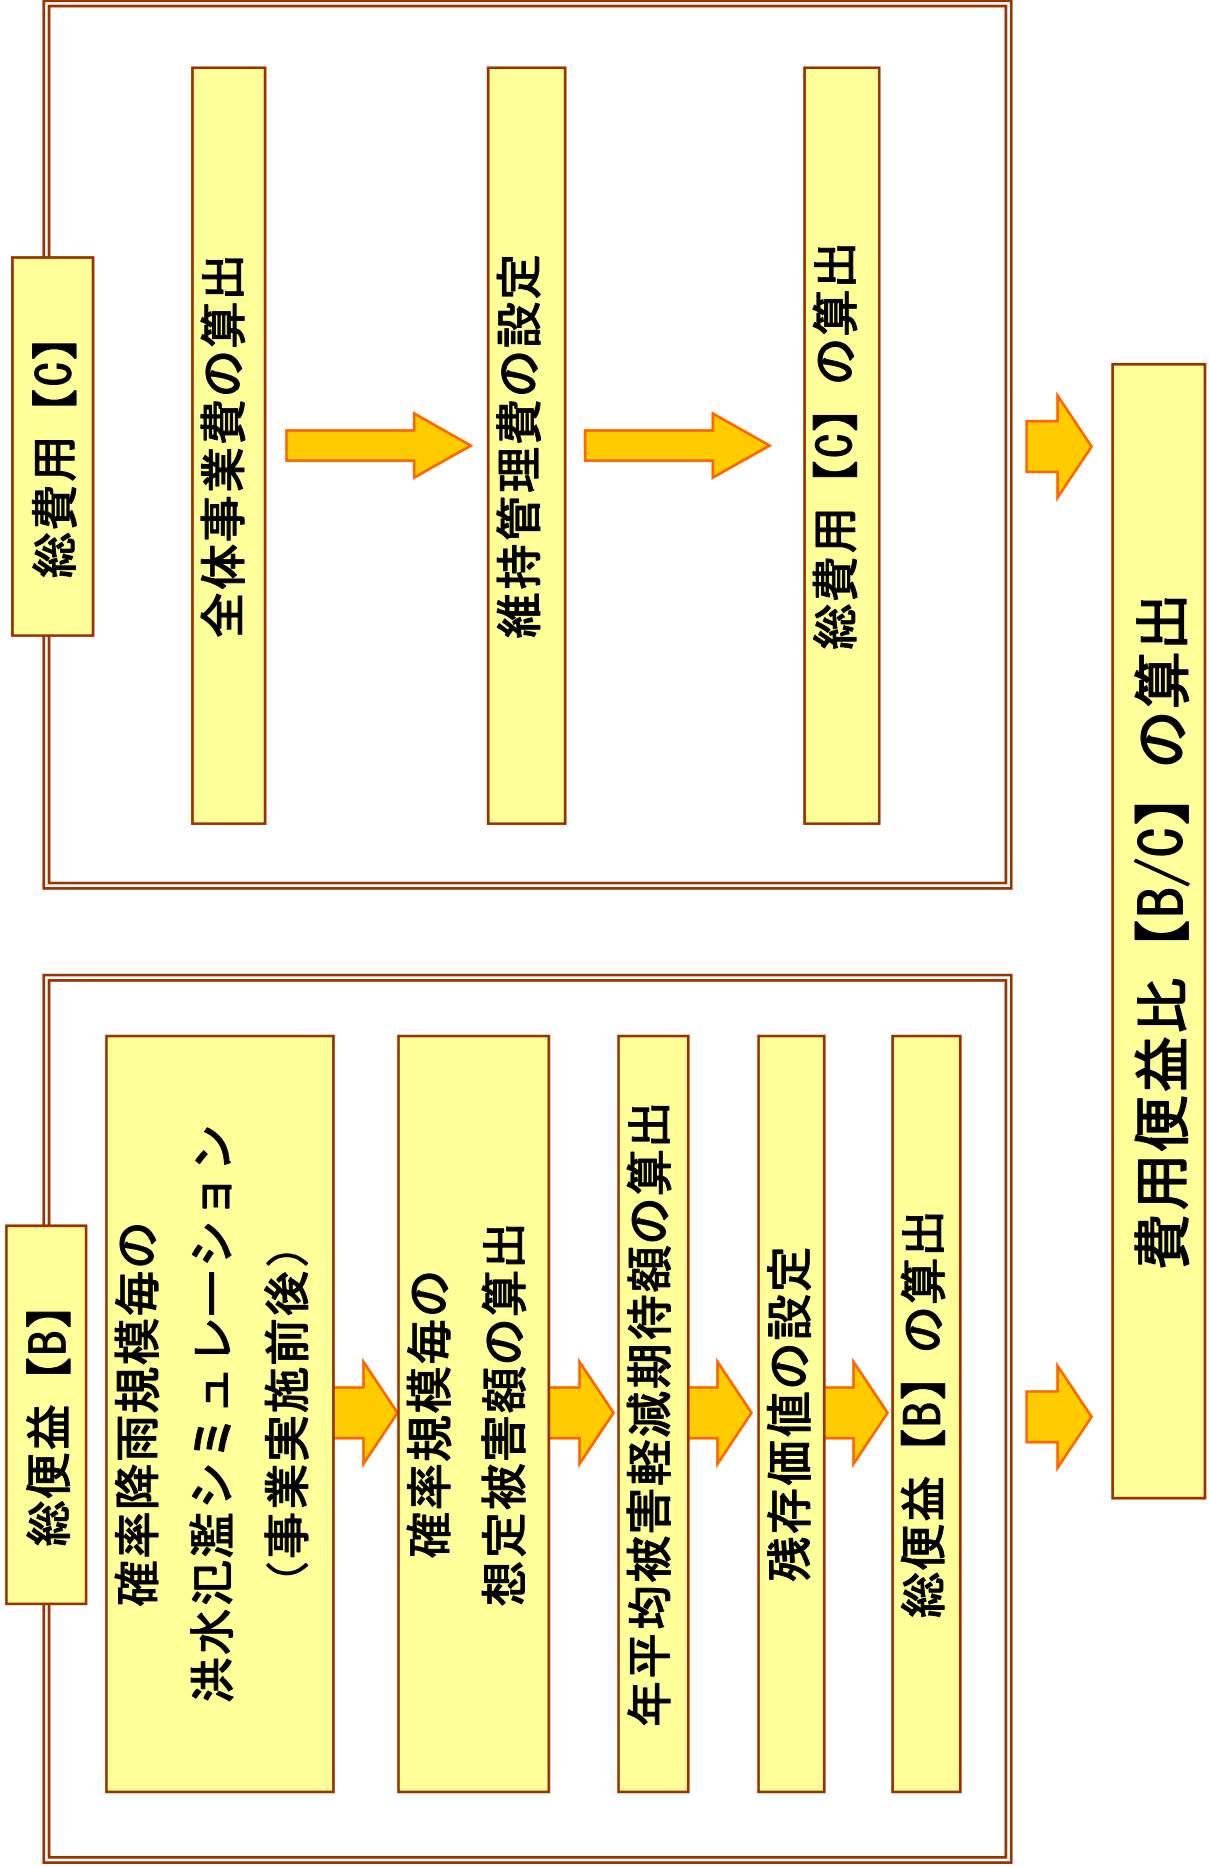 総便益【B】
確率降雨規模毎の
洪水氾濫シミュレーション
（事業実施前後）
確率規模毎の
想定被害額の算出
年平均被害軽減期待額の算出
残存価値の設定
総便益【B】の算出
総費用【C】
全体事業費の算出
維持管理費の設定
総費用【C】の算出
費用便益比【B/C】の算出